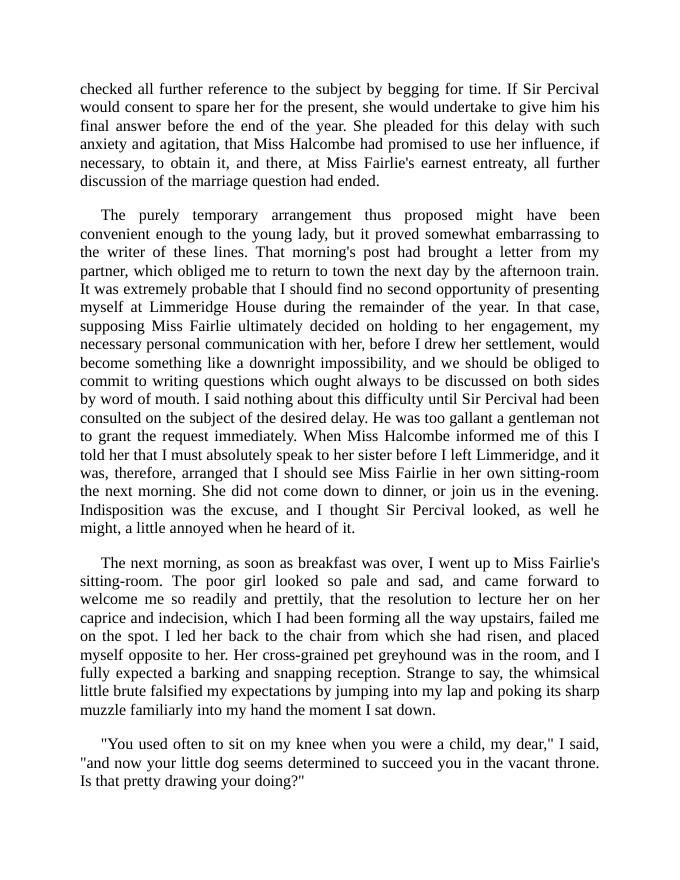 checked all further reference to the subject by begging for time. If Sir Percival
would consent to spare her for the present, she would undertake to give him his
final answer before the end of the year. She pleaded for this delay with such
anxiety and agitation, that Miss Halcombe had promised to use her influence, if
necessary, to obtain it, and there, at Miss Fairlie's earnest entreaty, all further
discussion of the marriage question had ended.
The purely temporary arrangement thus proposed might have been
convenient enough to the young lady, but it proved somewhat embarrassing to
the writer of these lines. That morning's post had brought a letter from my
partner, which obliged me to return to town the next day by the afternoon train.
It was extremely probable that I should find no second opportunity of presenting
myself at Limmeridge House during the remainder of the year. In that case,
supposing Miss Fairlie ultimately decided on holding to her engagement, my
necessary personal communication with her, before I drew her settlement, would
become something like a downright impossibility, and we should be obliged to
commit to writing questions which ought always to be discussed on both sides
by word of mouth. I said nothing about this difficulty until Sir Percival had been
consulted on the subject of the desired delay. He was too gallant a gentleman not
to grant the request immediately. When Miss Halcombe informed me of this I
told her that I must absolutely speak to her sister before I left Limmeridge, and it
was, therefore, arranged that I should see Miss Fairlie in her own sitting-room
the next morning. She did not come down to dinner, or join us in the evening.
Indisposition was the excuse, and I thought Sir Percival looked, as well he
might, a little annoyed when he heard of it.
The next morning, as soon as breakfast was over, I went up to Miss Fairlie's
sitting-room. The poor girl looked so pale and sad, and came forward to
welcome me so readily and prettily, that the resolution to lecture her on her
caprice and indecision, which I had been forming all the way upstairs, failed me
on the spot. I led her back to the chair from which she had risen, and placed
myself opposite to her. Her cross-grained pet greyhound was in the room, and I
fully expected a barking and snapping reception. Strange to say, the whimsical
little brute falsified my expectations by jumping into my lap and poking its sharp
muzzle familiarly into my hand the moment I sat down.
"You used often to sit on my knee when you were a child, my dear," I said,
"and now your little dog seems determined to succeed you in the vacant throne.
Is that pretty drawing your doing?"